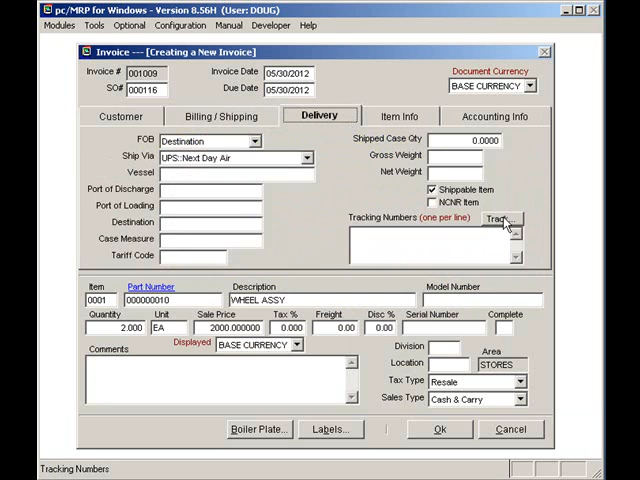 pc/MRP for Windows - Version 8.56H (User: DOUG)
Modules Tools Optional Configuration Manual Developer Help
Invoice --- [Creating a New Invoice]
Invoice # 001009 Invoice Date 05/30/2012 Document Currency
SO# 000116 Due Date 05/30/2012 BASE CURRENCY
Customer Billing / Shipping Delivery Item Info Accounting Info
FOB Destination Shipped Case Qty 0.0000
Ship Via UPS::Next Day Air Gross Weight
Vessel Net Weight
Port of Discharge Shippable Item
Port of Loading NCNR Item
Destination Tracking Numbers (one per line) Track...
Case Measure
Tariff Code
Item Part Number Description Model Number
0001 000000010 WHEEL ASSY
Quantity Unit Sale Price Tax % Freight Disc % Serial Number Complete
2.000 EA 2000.000000 0.000 0.00 0.00
Displayed BASE CURRENCY Division
Comments Location Area
STORES
Tax Type Resale
Sales Type Cash & Carry
Boiler Plate... Labels... Ok Cancel
Tracking Numbers